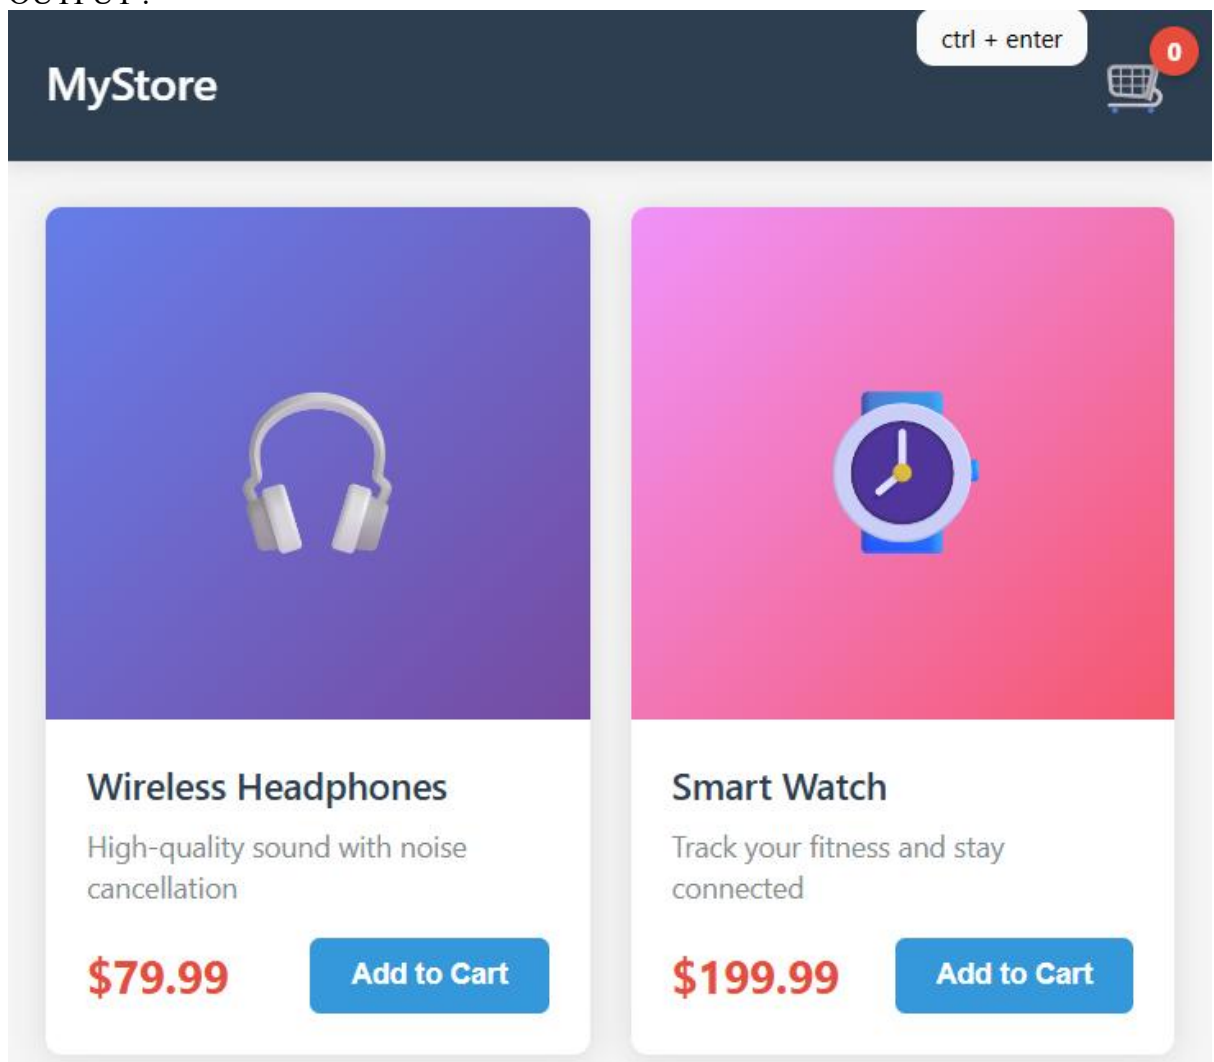 OUTPUT:
ctrl + enter
0
MyStore
Wireless Headphones
High-quality sound with noise
cancellation
$79.99
Add to Cart
Smart Watch
Track your fitness and stay
connected
$199.99
Add to Cart